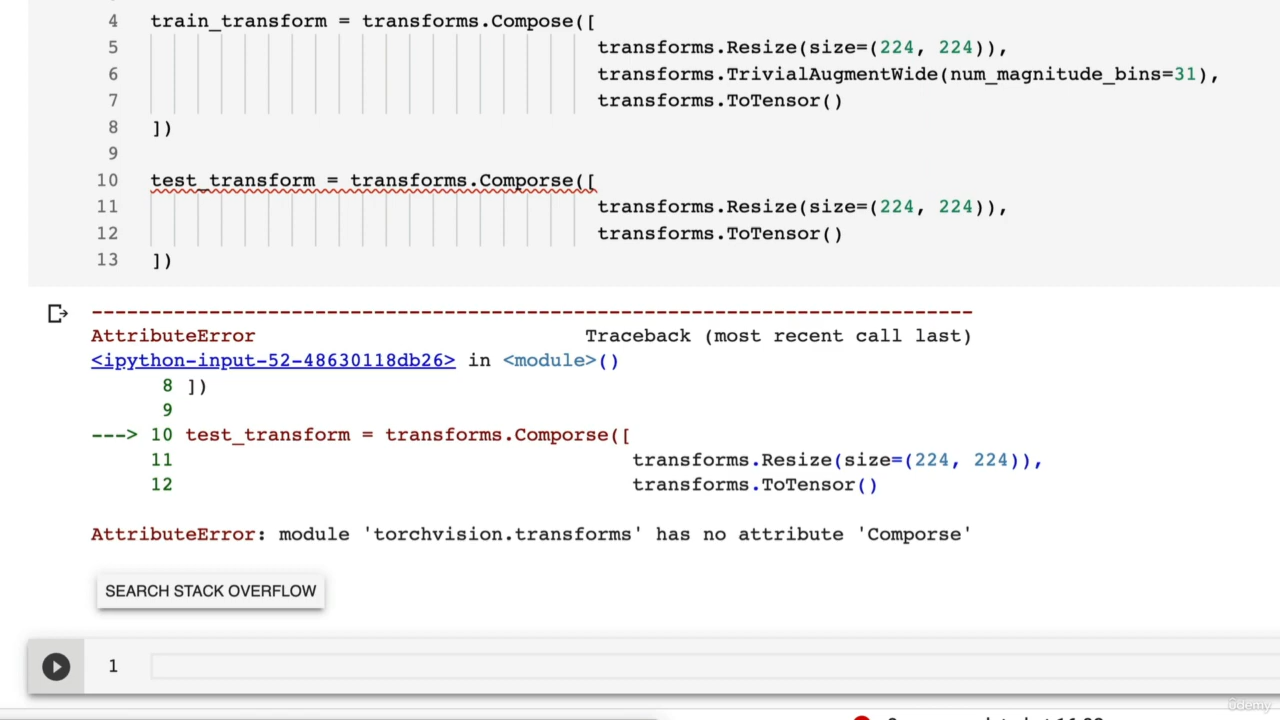 4 train_transform = transforms.Compose([
5 transforms.Resize(size=(224, 224)),
6 transforms.TrivialAugmentWide(num_magnitude_bins=31),
7 transforms.ToTensor()
8 ])
9
10 test_transform = transforms.Comporse([
11 transforms.Resize(size=(224, 224)),
12 transforms.ToTensor()
13 ])
---------------------------------------------------------------------------
AttributeError Traceback (most recent call last)
<ipython-input-52-48630118db26> in <module>()
8 ])
9
---> 10 test_transform = transforms.Comporse([
11 transforms.Resize(size=(224, 224)),
12 transforms.ToTensor()
AttributeError: module 'torchvision.transforms' has no attribute 'Comporse'
SEARCH STACK OVERFLOW
1
ûdemy